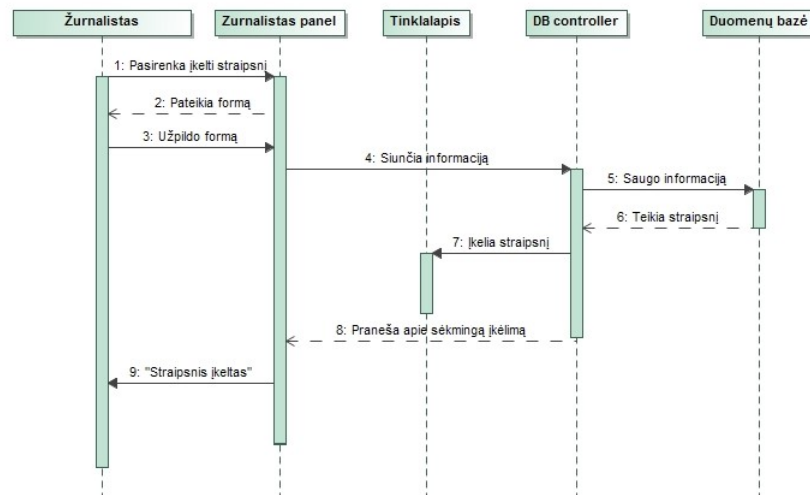 Žurnalistas
Zurnalistas panel
Tinklalapis
DB controller
Duomenų bazė
1: Pasirenka įkelti straipsnį
2: Pateikia formą
3: Užpildo formą
4: Siunčia informaciją
5: Saugo informaciją
6: Teikia straipsnį
7: Įkelia straipsnį
8: Praneša apie sėkmingą įkėlimą
9: "Straipsnis įkeltas"